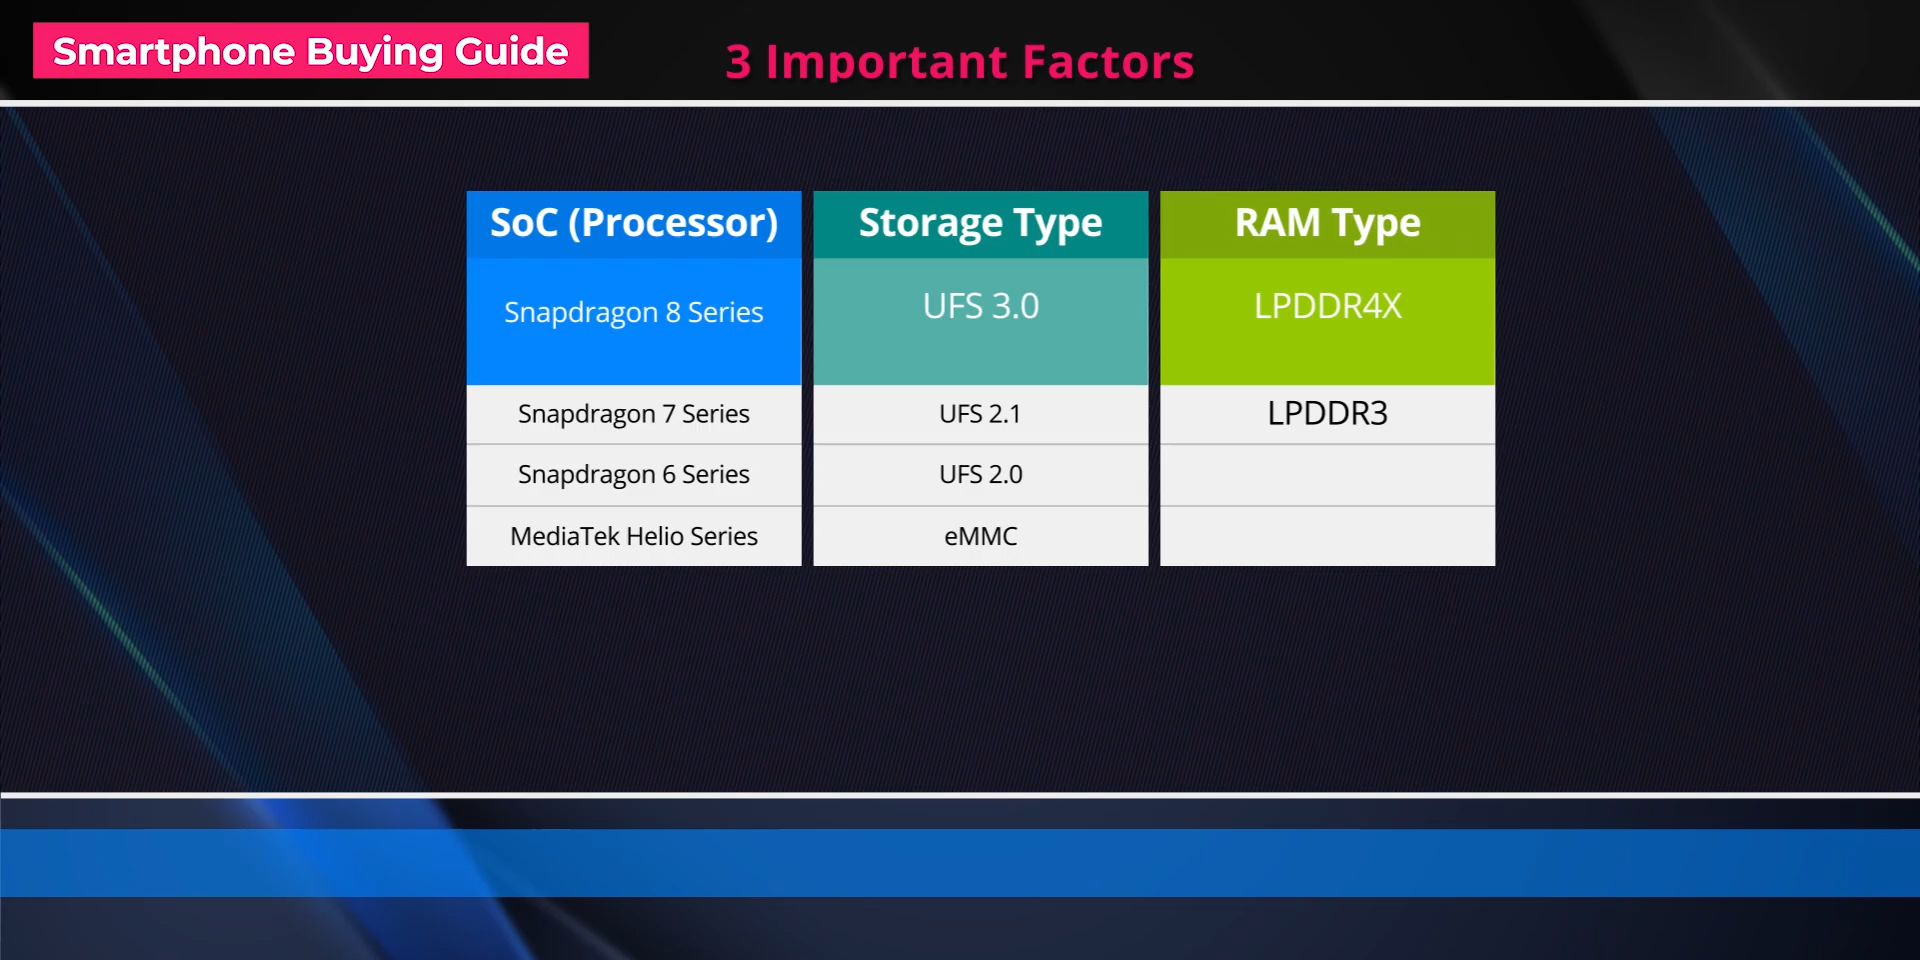 Smartphone Buying Guide
3 Important Factors
SoC (Processor)
Storage Type
RAM Type
Snapdragon 8 Series
UFS 3.0
LPDDR4X
Snapdragon 7 Series
UFS 2.1
LPDDR3
Snapdragon 6 Series
UFS 2.0
MediaTek Helio Series
eMMC